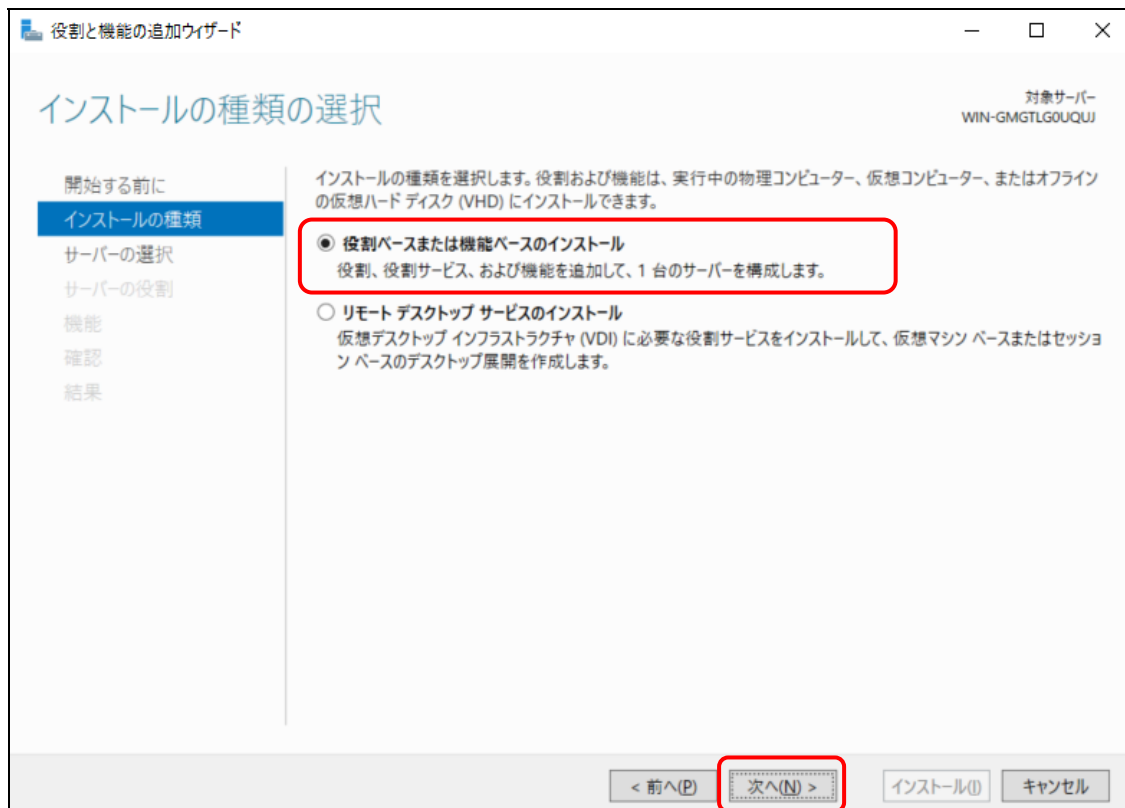 役割と機能の追加ウィザード
インストールの種類の選択
対象サーバー
WIN-GMGTLG0UQUJ
開始する前に
インストールの種類
サーバーの選択
サーバーの役割
機能
確認
結果
インストールの種類を選択します。役割および機能は、実行中の物理コンピューター、仮想コンピューター、またはオフライン
の仮想ハード ディスク (VHD) にインストールできます。
役割ベースまたは機能ベースのインストール
役割、役割サービス、および機能を追加して、1 台のサーバーを構成します。
リモート デスクトップ サービスのインストール
仮想デスクトップ インフラストラクチャ (VDI) に必要な役割サービスをインストールして、仮想マシン ベースまたはセッショ
ン ベースのデスクトップ展開を作成します。
< 前へ(P)
次へ(N) >
インストール(I)
キャンセル